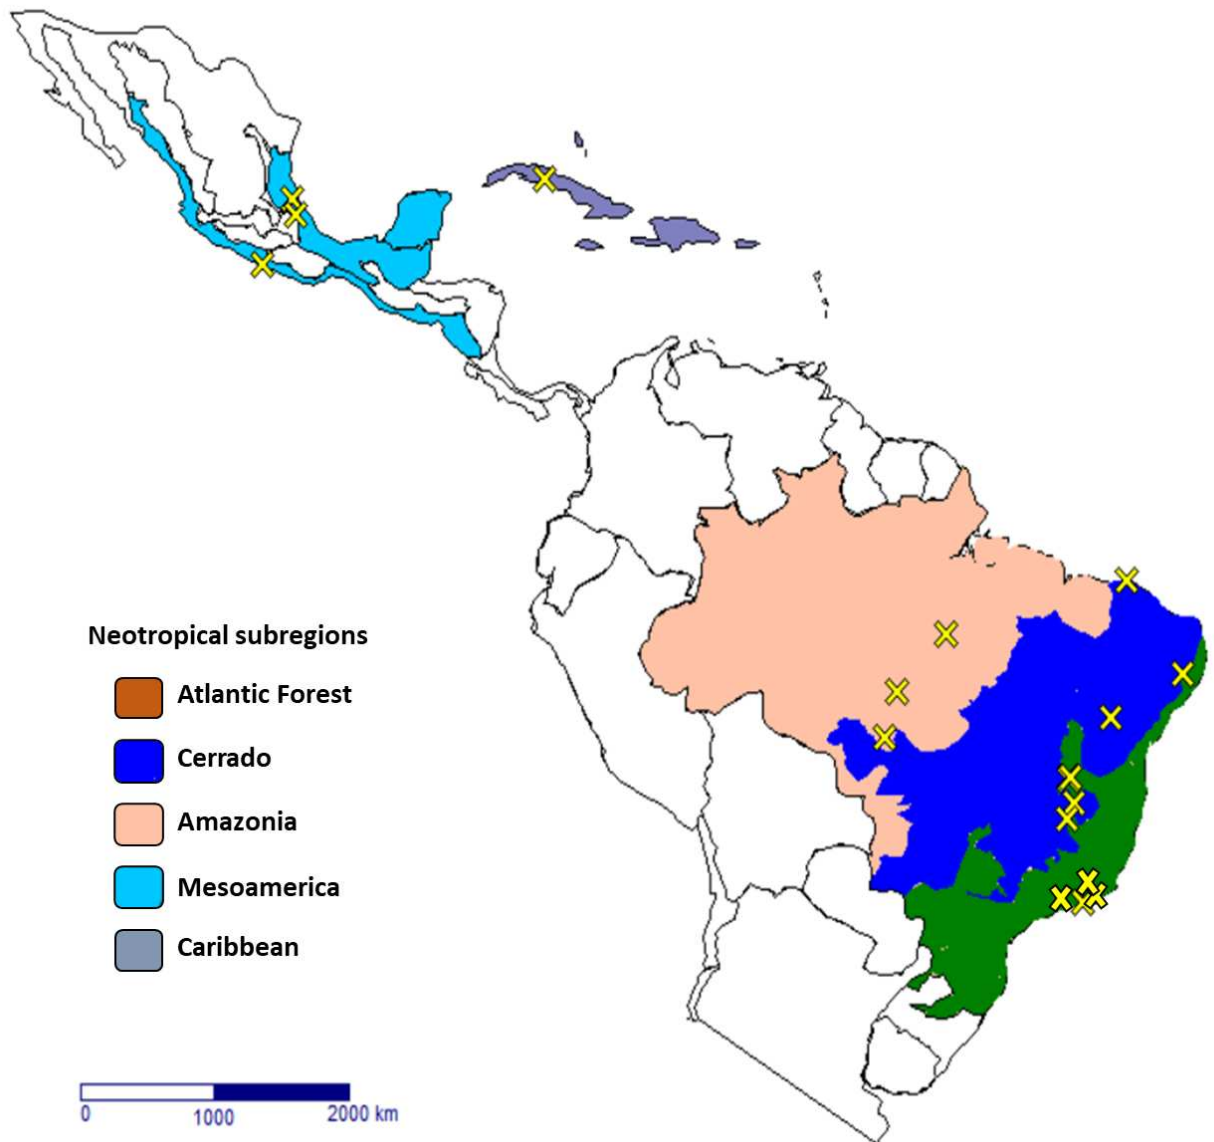 Neotropical subregions
Atlantic Forest
Cerrado
Amazonia
Mesoamerica
Caribbean
0 1000 2000 km